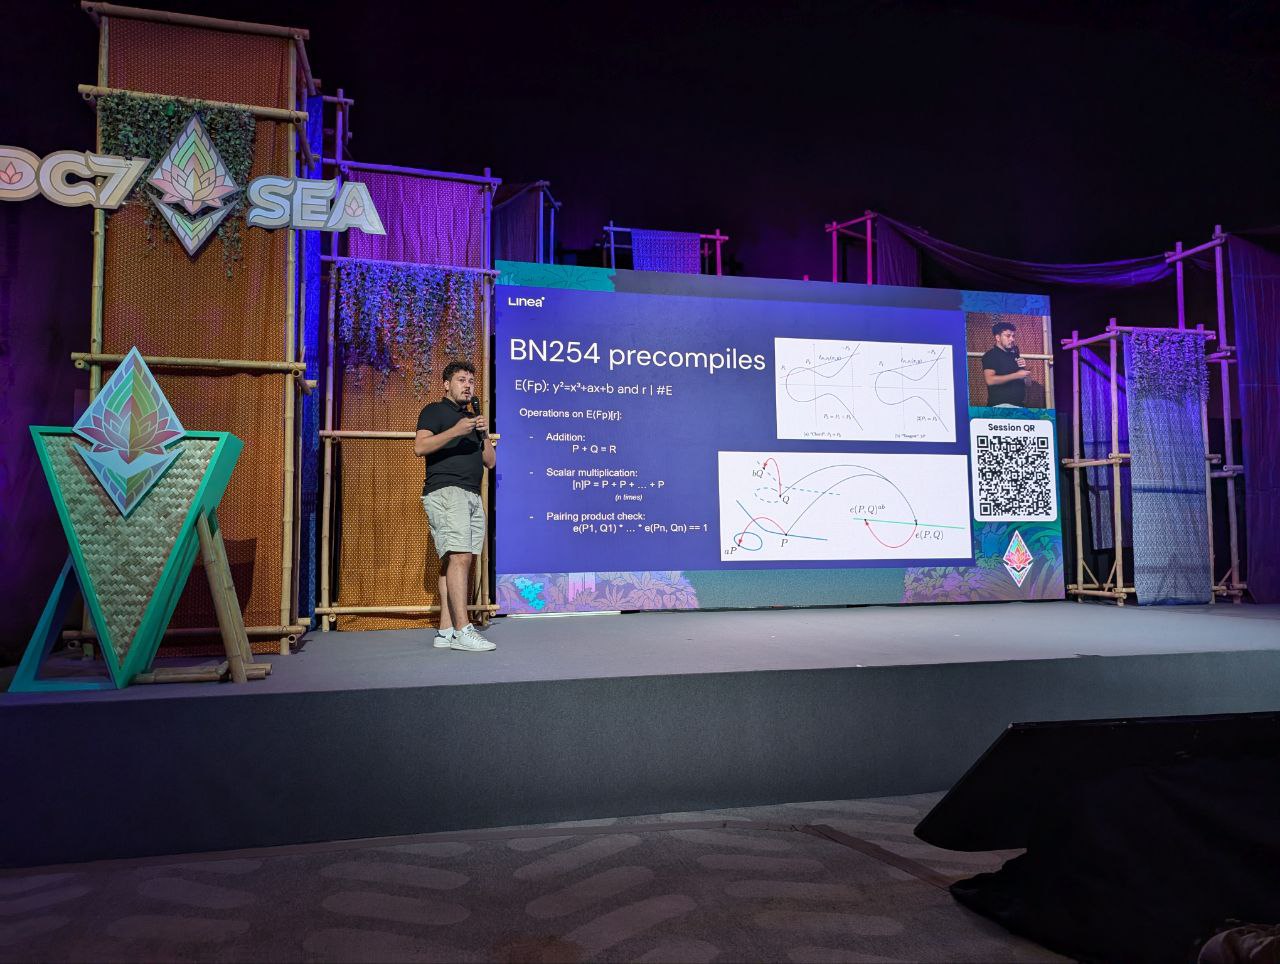 DC7 SEA
Linea
BN254 precompiles
E(Fp): y²=x³+ax+b and r | #E
Operations on E(Fp)[r]:
- Addition:
P + Q = R
- Scalar multiplication:
[n]P = P + P + … + P
(n times)
- Pairing product check:
e(P1, Q1) * … * e(Pn, Qn) == 1
bQ
Q
aP
P
e(P,Q)ᵃᵇ
e(P,Q)
Session QR